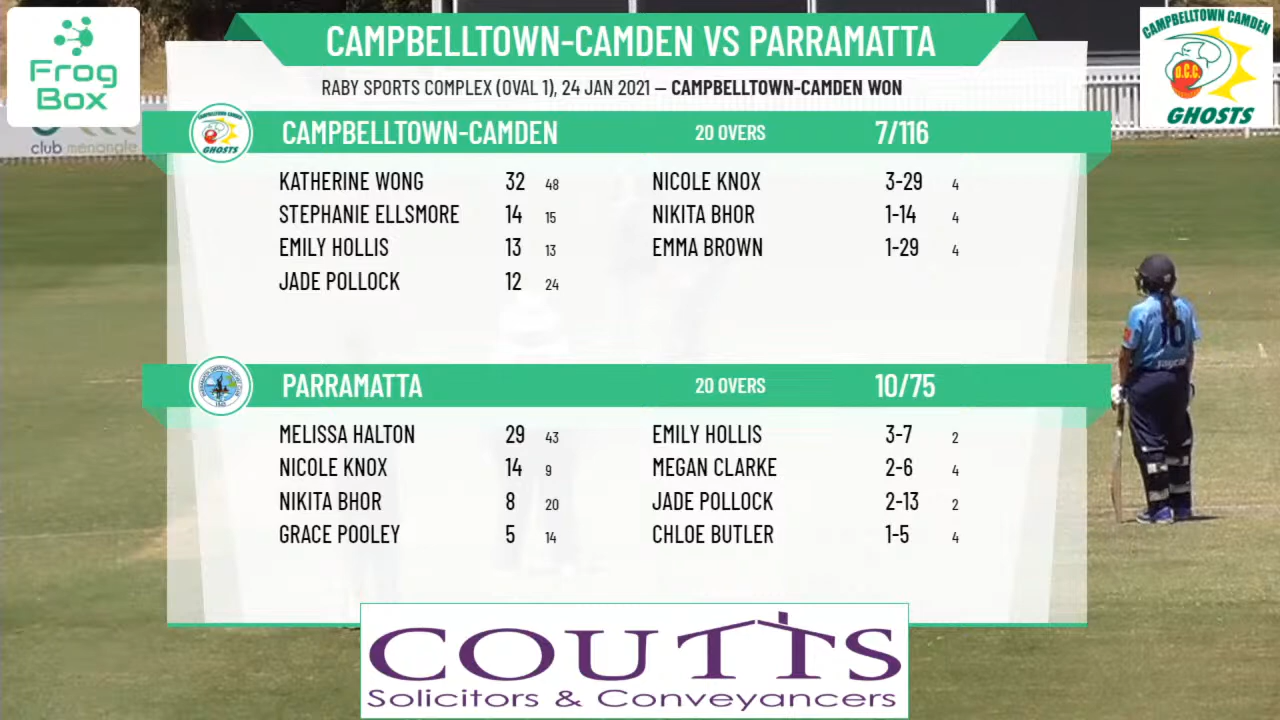 CAMPBELLTOWN-CAMDEN VS PARRAMATTA
RABY SPORTS COMPLEX (OVAL 1), 24 JAN 2021 – CAMPBELLTOWN-CAMDEN WON
Frog
Box
CAMPBELLTOWN CAMDEN
D.C.C.
GHOSTS
club menangle
CAMPBELLTOWN CAMDEN
GHOSTS
CAMPBELLTOWN-CAMDEN 20 OVERS 7/116
KATHERINE WONG 32 48 NICOLE KNOX 3-29 4
STEPHANIE ELLSMORE 14 15 NIKITA BHOR 1-14 4
EMILY HOLLIS 13 13 EMMA BROWN 1-29 4
JADE POLLOCK 12 24
PARRAMATTA 20 OVERS 10/75
MELISSA HALTON 29 43 EMILY HOLLIS 3-7 2
NICOLE KNOX 14 9 MEGAN CLARKE 2-6 4
NIKITA BHOR 8 20 JADE POLLOCK 2-13 2
GRACE POOLEY 5 14 CHLOE BUTLER 1-5 4
COUTTS
Solicitors & Conveyancers